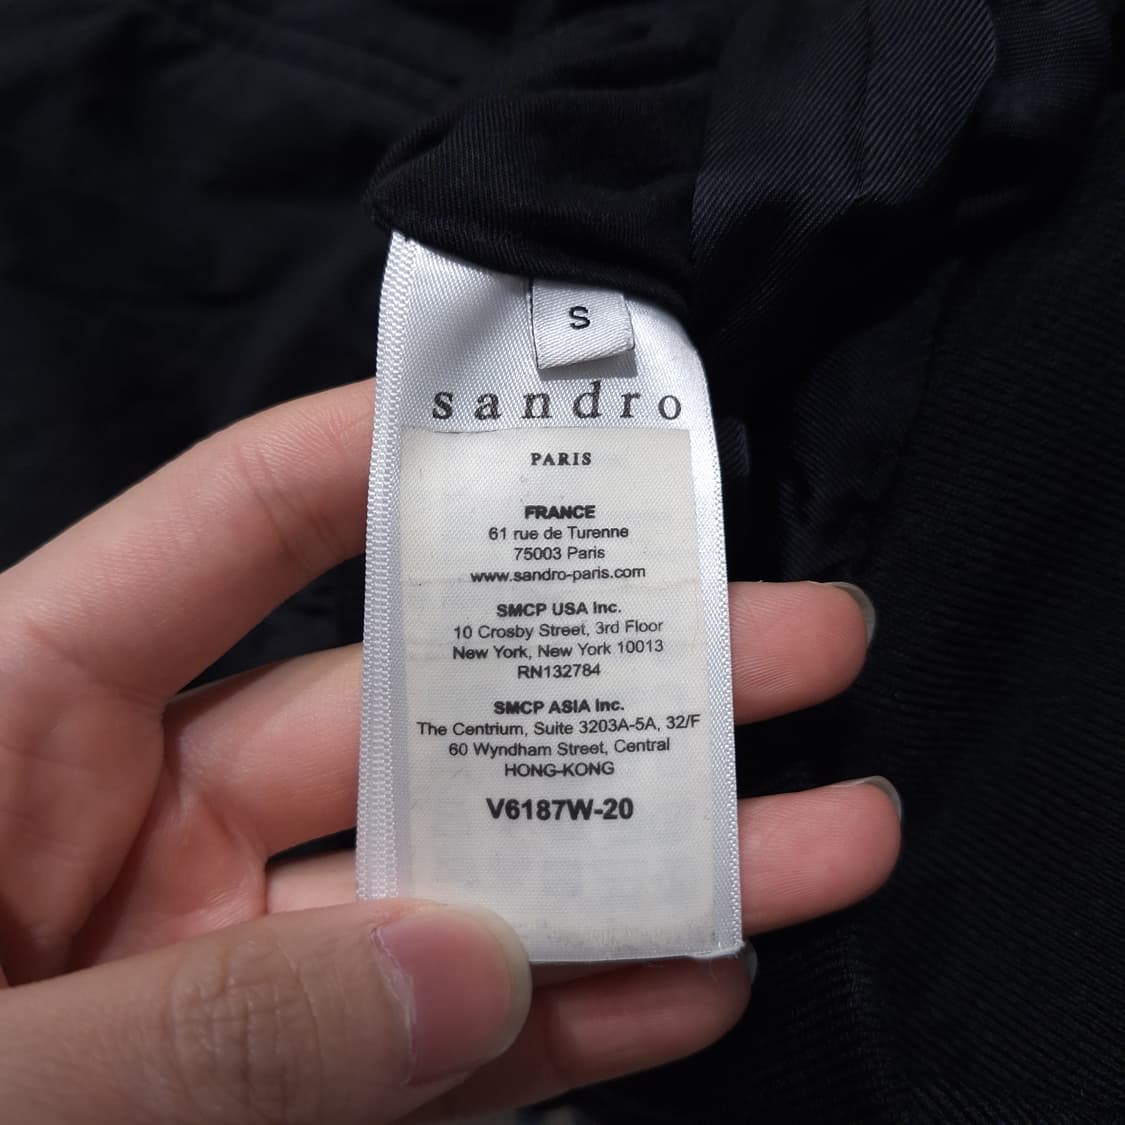 S
sandro
PARIS
FRANCE
61 rue de Turenne
75003 Paris
www.sandro-paris.com
SMCP USA Inc.
10 Crosby Street, 3rd Floor
New York, New York 10013
RN132784
SMCP ASIA Inc.
The Centrium, Suite 3203A-5A, 32/F
60 Wyndham Street, Central
HONG-KONG
V6187W-20